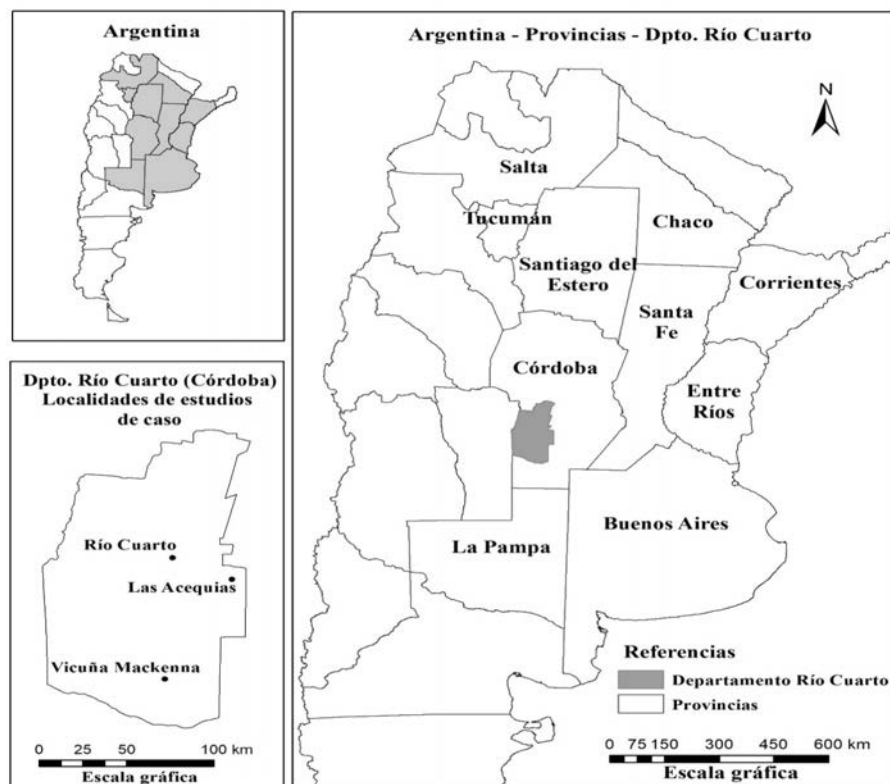 Argentina
Dpto. Río Cuarto (Córdoba)
Localidades de estudios
de caso
Río Cuarto
Las Acequias
Vicuña Mackenna
0 25 50 100 km
Escala gráfica
Argentina - Provincias - Dpto. Río Cuarto
N
Salta
Tucumán
Chaco
Santiago del
Estero
Corrientes
Santa
Fe
Córdoba
Entre
Ríos
Buenos Aires
La Pampa
Referencias
Departamento Río Cuarto
Provincias
0 75 150 300 450 600 km
Escala gráfica